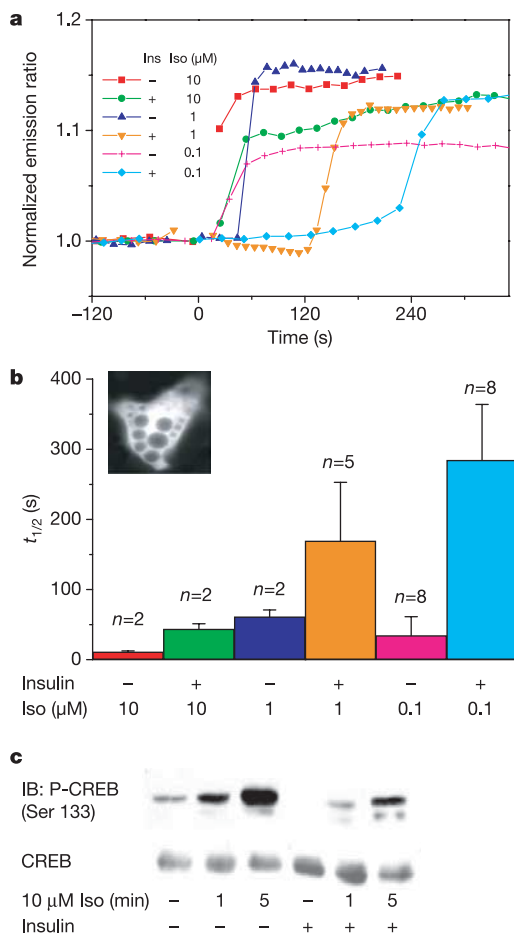 a
Normalized emission ratio
1.2
1.1
1.0
Ins Iso (µM)
– 10
+ 10
– 1
+ 1
– 0.1
+ 0.1
–120 0 120 240
Time (s)
b
t1/2 (s)
400
300
200
100
0
n=2 n=2 n=2 n=5 n=8 n=8
Insulin – + – + – +
Iso (µM) 10 10 1 1 0.1 0.1
c
IB: P-CREB
(Ser 133)
CREB
10 µM Iso (min) – 1 5 – 1 5
Insulin – – – + + +